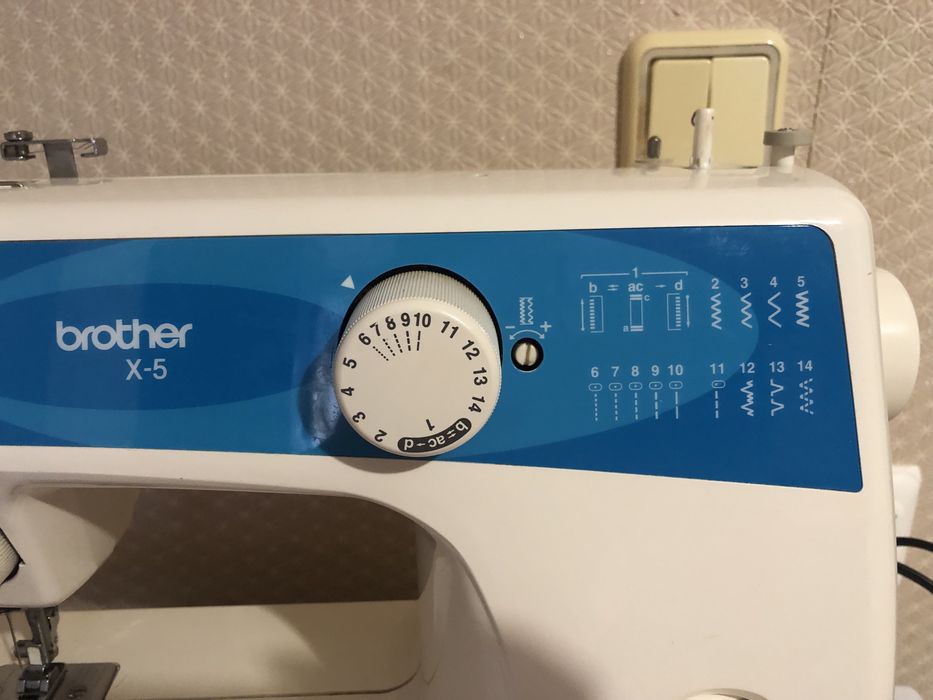 brother
X-5
1 2 3 4 5 6 7 8 9 10 11 12 13 14
b⇌ac→d
- +
1
b ⇌ ac → d
c
a
2 3 4 5
6 7 8 9 10 11 12 13 14